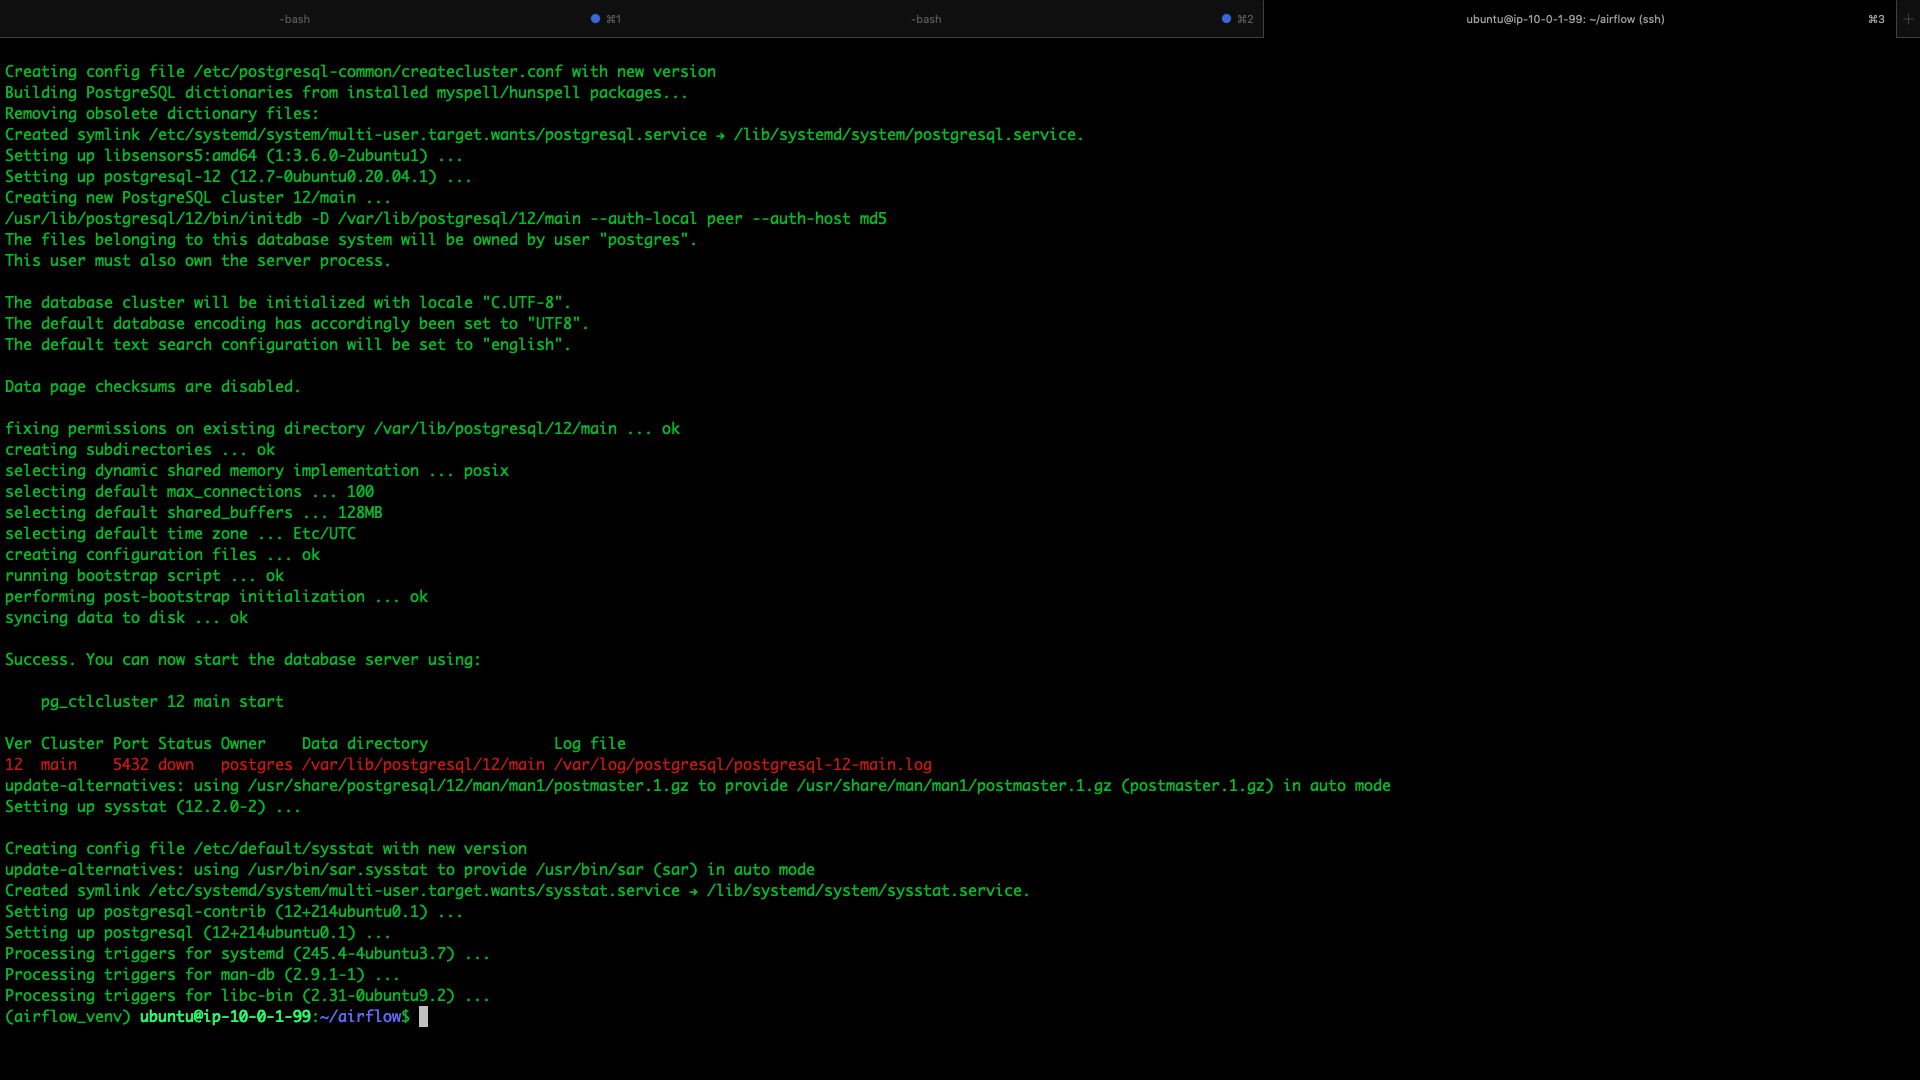 -bash ⌘1 -bash ⌘2 ubuntu@ip-10-0-1-99: ~/airflow (ssh) ⌘3 +
Creating config file /etc/postgresql-common/createcluster.conf with new version
Building PostgreSQL dictionaries from installed myspell/hunspell packages...
Removing obsolete dictionary files:
Created symlink /etc/systemd/system/multi-user.target.wants/postgresql.service → /lib/systemd/system/postgresql.service.
Setting up libsensors5:amd64 (1:3.6.0-2ubuntu1) ...
Setting up postgresql-12 (12.7-0ubuntu0.20.04.1) ...
Creating new PostgreSQL cluster 12/main ...
/usr/lib/postgresql/12/bin/initdb -D /var/lib/postgresql/12/main --auth-local peer --auth-host md5
The files belonging to this database system will be owned by user "postgres".
This user must also own the server process.
The database cluster will be initialized with locale "C.UTF-8".
The default database encoding has accordingly been set to "UTF8".
The default text search configuration will be set to "english".
Data page checksums are disabled.
fixing permissions on existing directory /var/lib/postgresql/12/main ... ok
creating subdirectories ... ok
selecting dynamic shared memory implementation ... posix
selecting default max_connections ... 100
selecting default shared_buffers ... 128MB
selecting default time zone ... Etc/UTC
creating configuration files ... ok
running bootstrap script ... ok
performing post-bootstrap initialization ... ok
syncing data to disk ... ok
Success. You can now start the database server using:
pg_ctlcluster 12 main start
Ver Cluster Port Status Owner    Data directory              Log file
12  main    5432 down   postgres /var/lib/postgresql/12/main /var/log/postgresql/postgresql-12-main.log
update-alternatives: using /usr/share/postgresql/12/man/man1/postmaster.1.gz to provide /usr/share/man/man1/postmaster.1.gz (postmaster.1.gz) in auto mode
Setting up sysstat (12.2.0-2) ...
Creating config file /etc/default/sysstat with new version
update-alternatives: using /usr/bin/sar.sysstat to provide /usr/bin/sar (sar) in auto mode
Created symlink /etc/systemd/system/multi-user.target.wants/sysstat.service → /lib/systemd/system/sysstat.service.
Setting up postgresql-contrib (12+214ubuntu0.1) ...
Setting up postgresql (12+214ubuntu0.1) ...
Processing triggers for systemd (245.4-4ubuntu3.7) ...
Processing triggers for man-db (2.9.1-1) ...
Processing triggers for libc-bin (2.31-0ubuntu9.2) ...
(airflow_venv) ubuntu@ip-10-0-1-99:~/airflow$